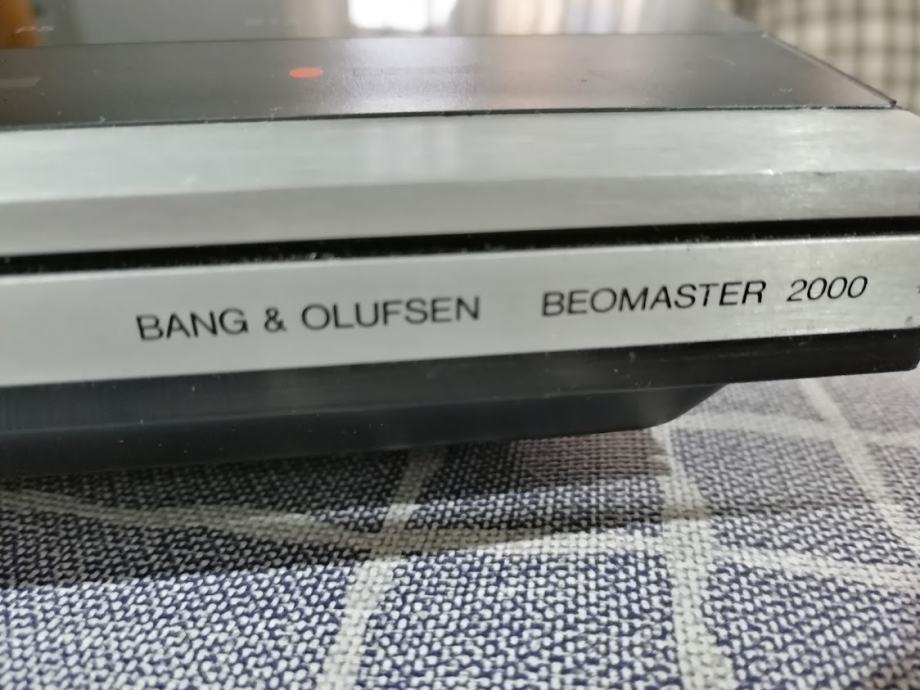 BANG & OLUFSEN BEOMASTER 2000